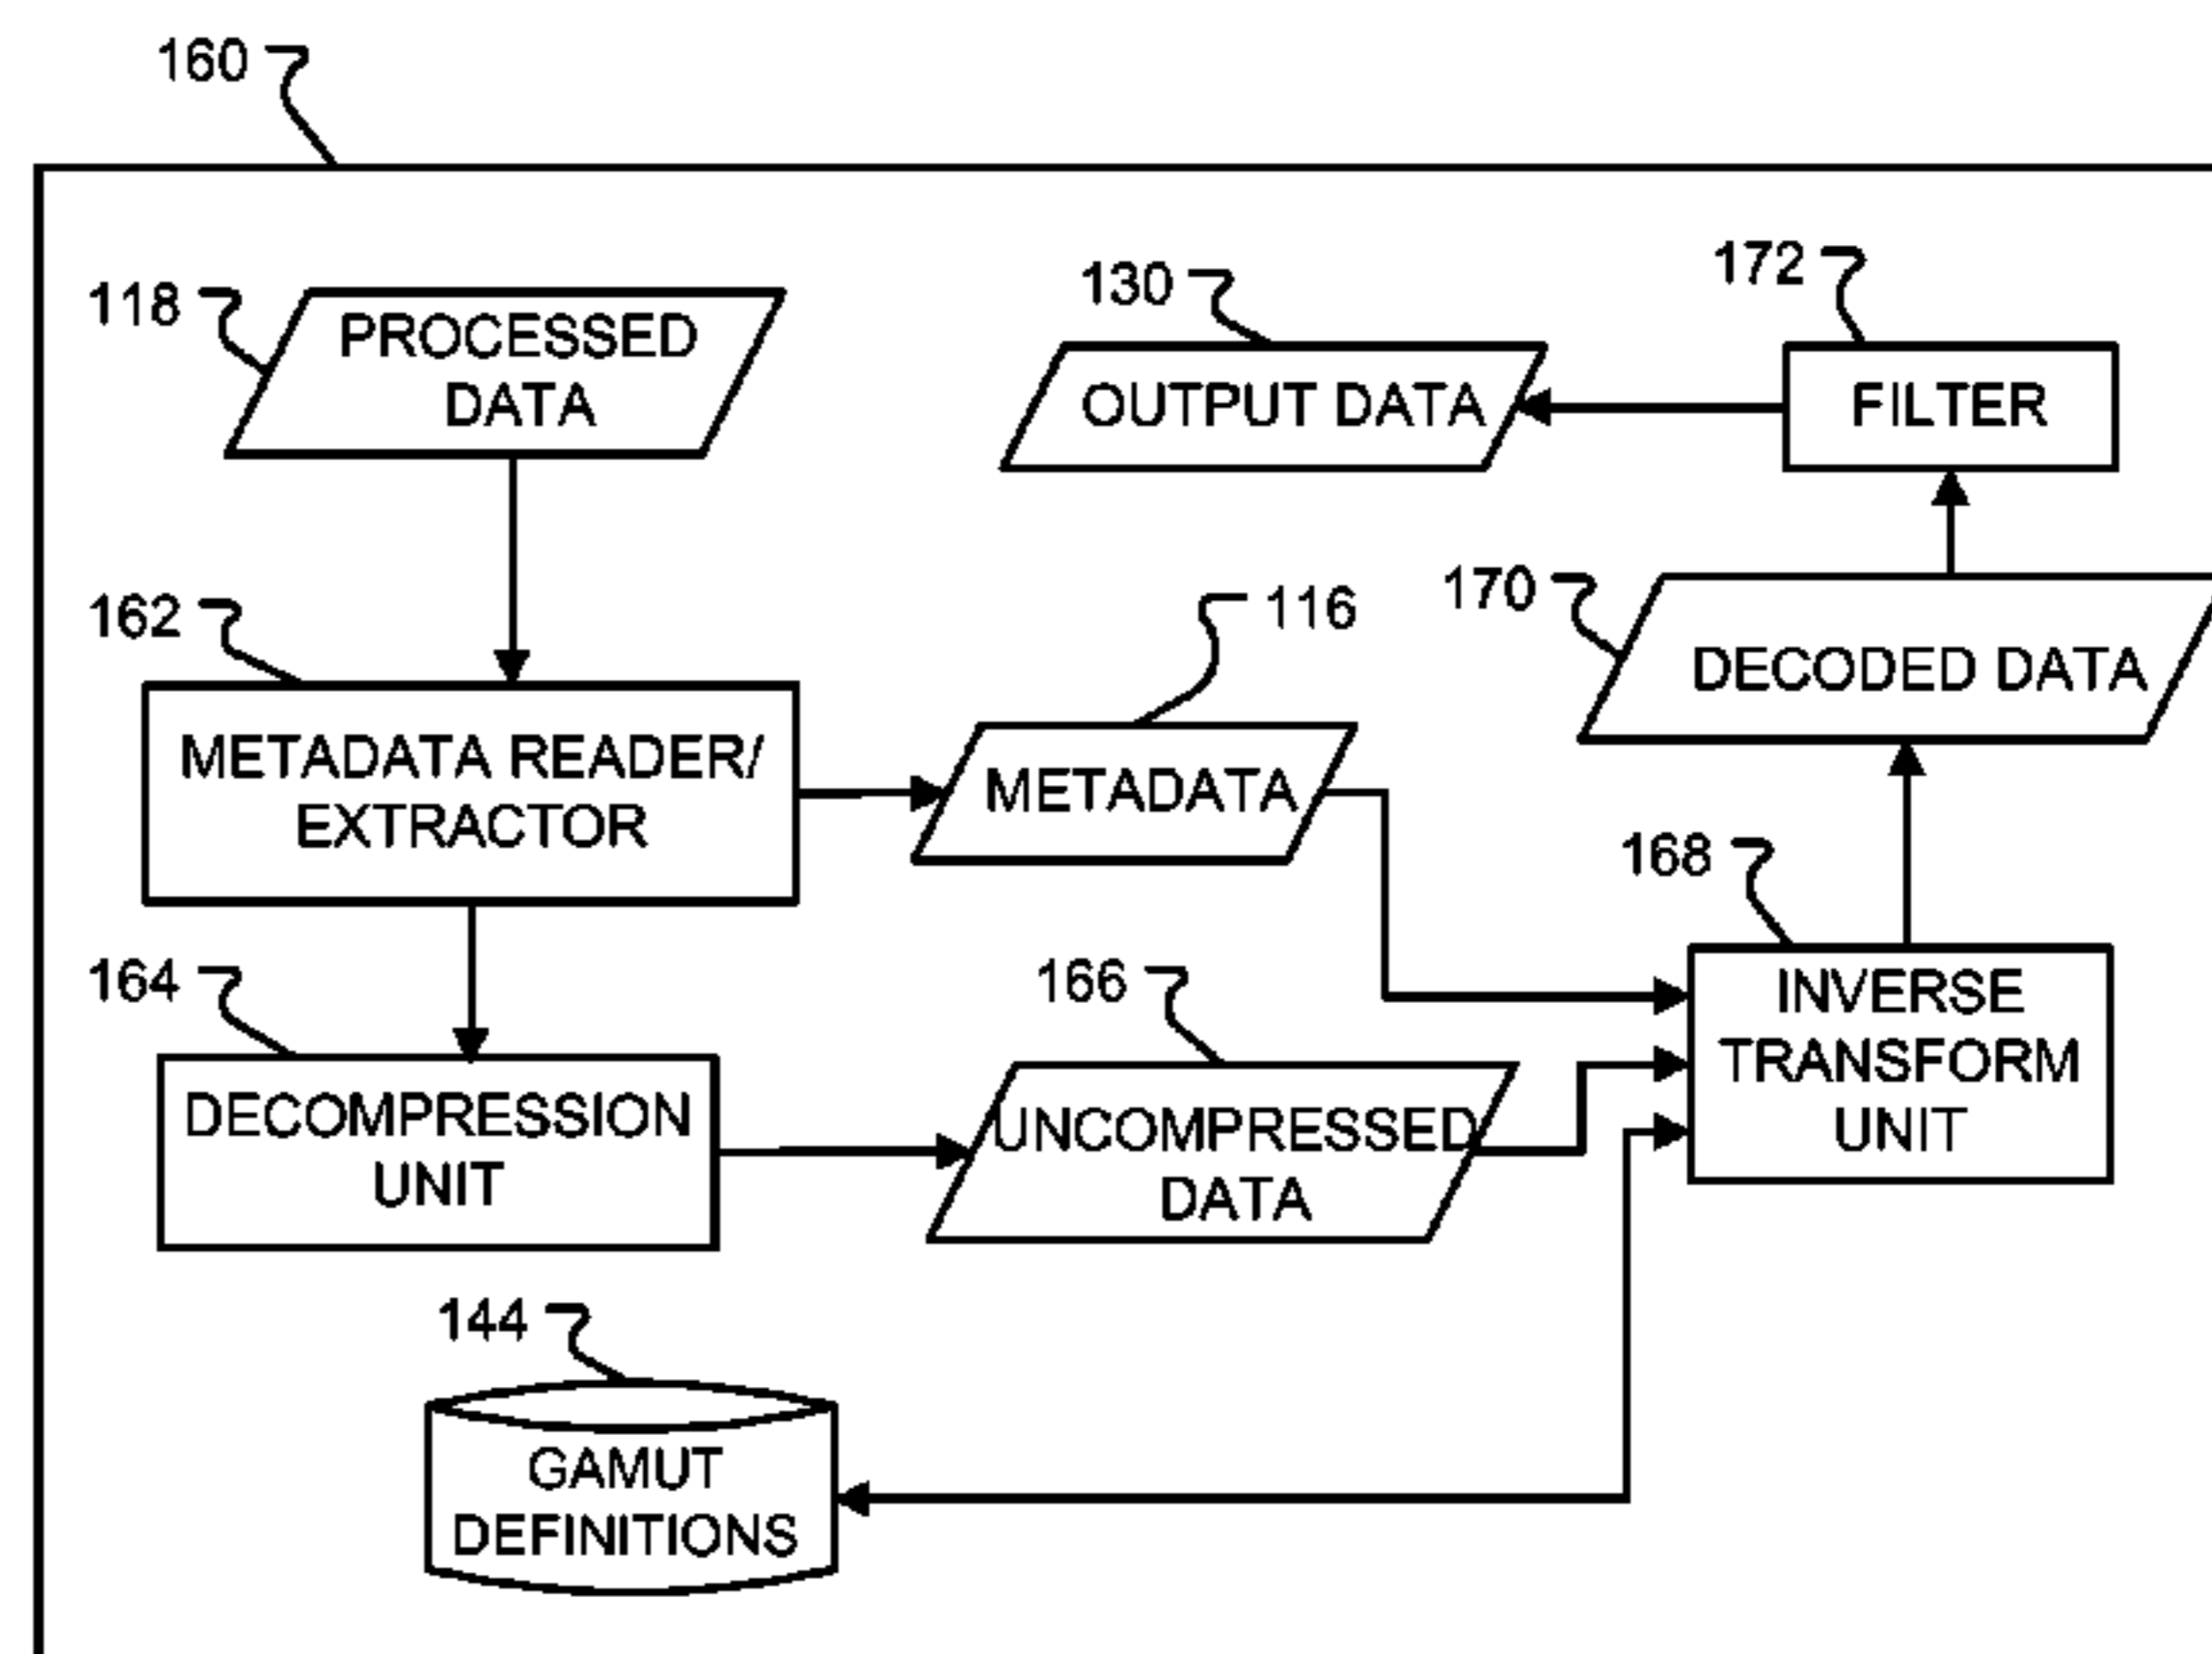 160
118
PROCESSED
DATA
130
OUTPUT DATA
172
FILTER
162
METADATA READER/
EXTRACTOR
116
METADATA
170
DECODED DATA
164
DECOMPRESSION
UNIT
166
UNCOMPRESSED
DATA
168
INVERSE
TRANSFORM
UNIT
144
GAMUT
DEFINITIONS